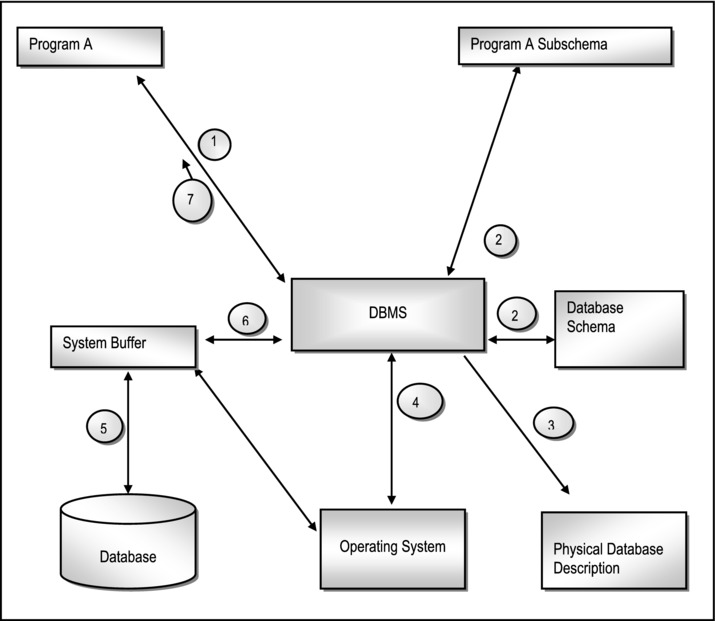 Program A
Program A Subschema
1
7
2
DBMS
Database
Schema
6
2
System Buffer
4
3
5
Database
Operating System
Physical Database
Description